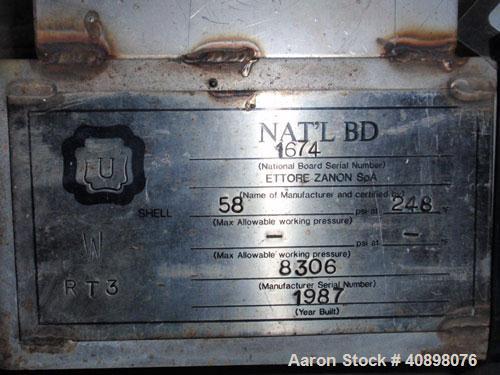 NAT'L BD
1674
(National Board Serial Number)
ETTORE ZANON SpA
(Name of Manufacturer and certified by)
U
SHELL 58 psi at 248 °F
(Max Allowable working pressure)
W
- psi at - °F
(Max Allowable working pressure)
8306
RT3
(Manufacturer Serial Number)
1987
(Year Built)
Aaron Stock # 40898076